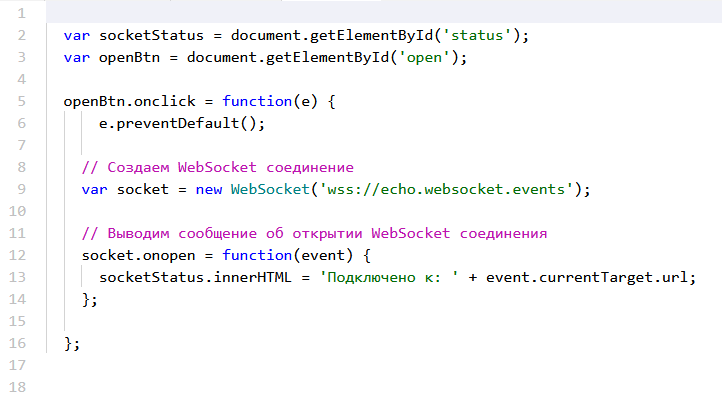 1
2 var socketStatus = document.getElementById('status');
3 var openBtn = document.getElementById('open');
4
5 openBtn.onclick = function(e) {
6 e.preventDefault();
7
8 // Создаем WebSocket соединение
9 var socket = new WebSocket('wss://echo.websocket.events');
10
11 // Выводим сообщение об открытии WebSocket соединения
12 socket.onopen = function(event) {
13 socketStatus.innerHTML = 'Подключено к: ' + event.currentTarget.url;
14 };
15
16 };
17
18